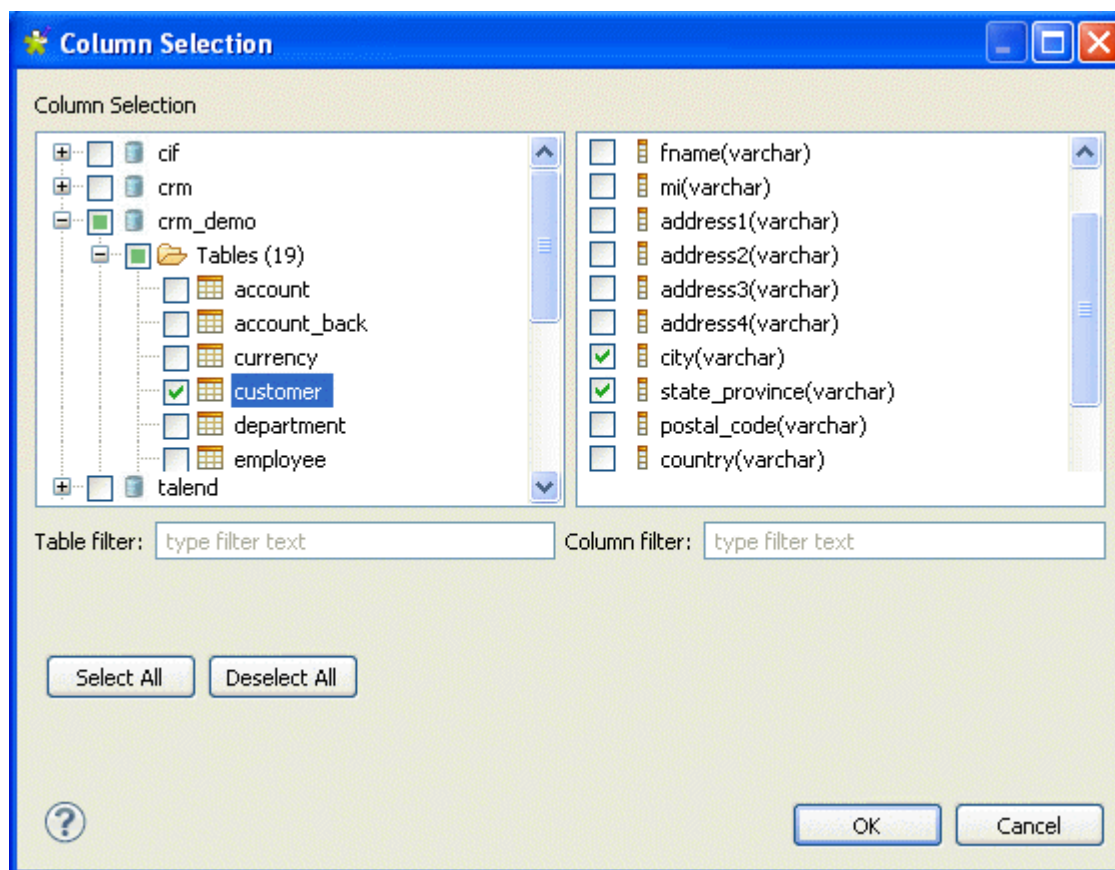 Column Selection
Column Selection
cif
crm
crm_demo
Tables (19)
account
account_back
currency
customer
department
employee
talend
fname(varchar)
mi(varchar)
address1(varchar)
address2(varchar)
address3(varchar)
address4(varchar)
city(varchar)
state_province(varchar)
postal_code(varchar)
country(varchar)
Table filter: type filter text
Column filter: type filter text
Select All
Deselect All
?
OK
Cancel